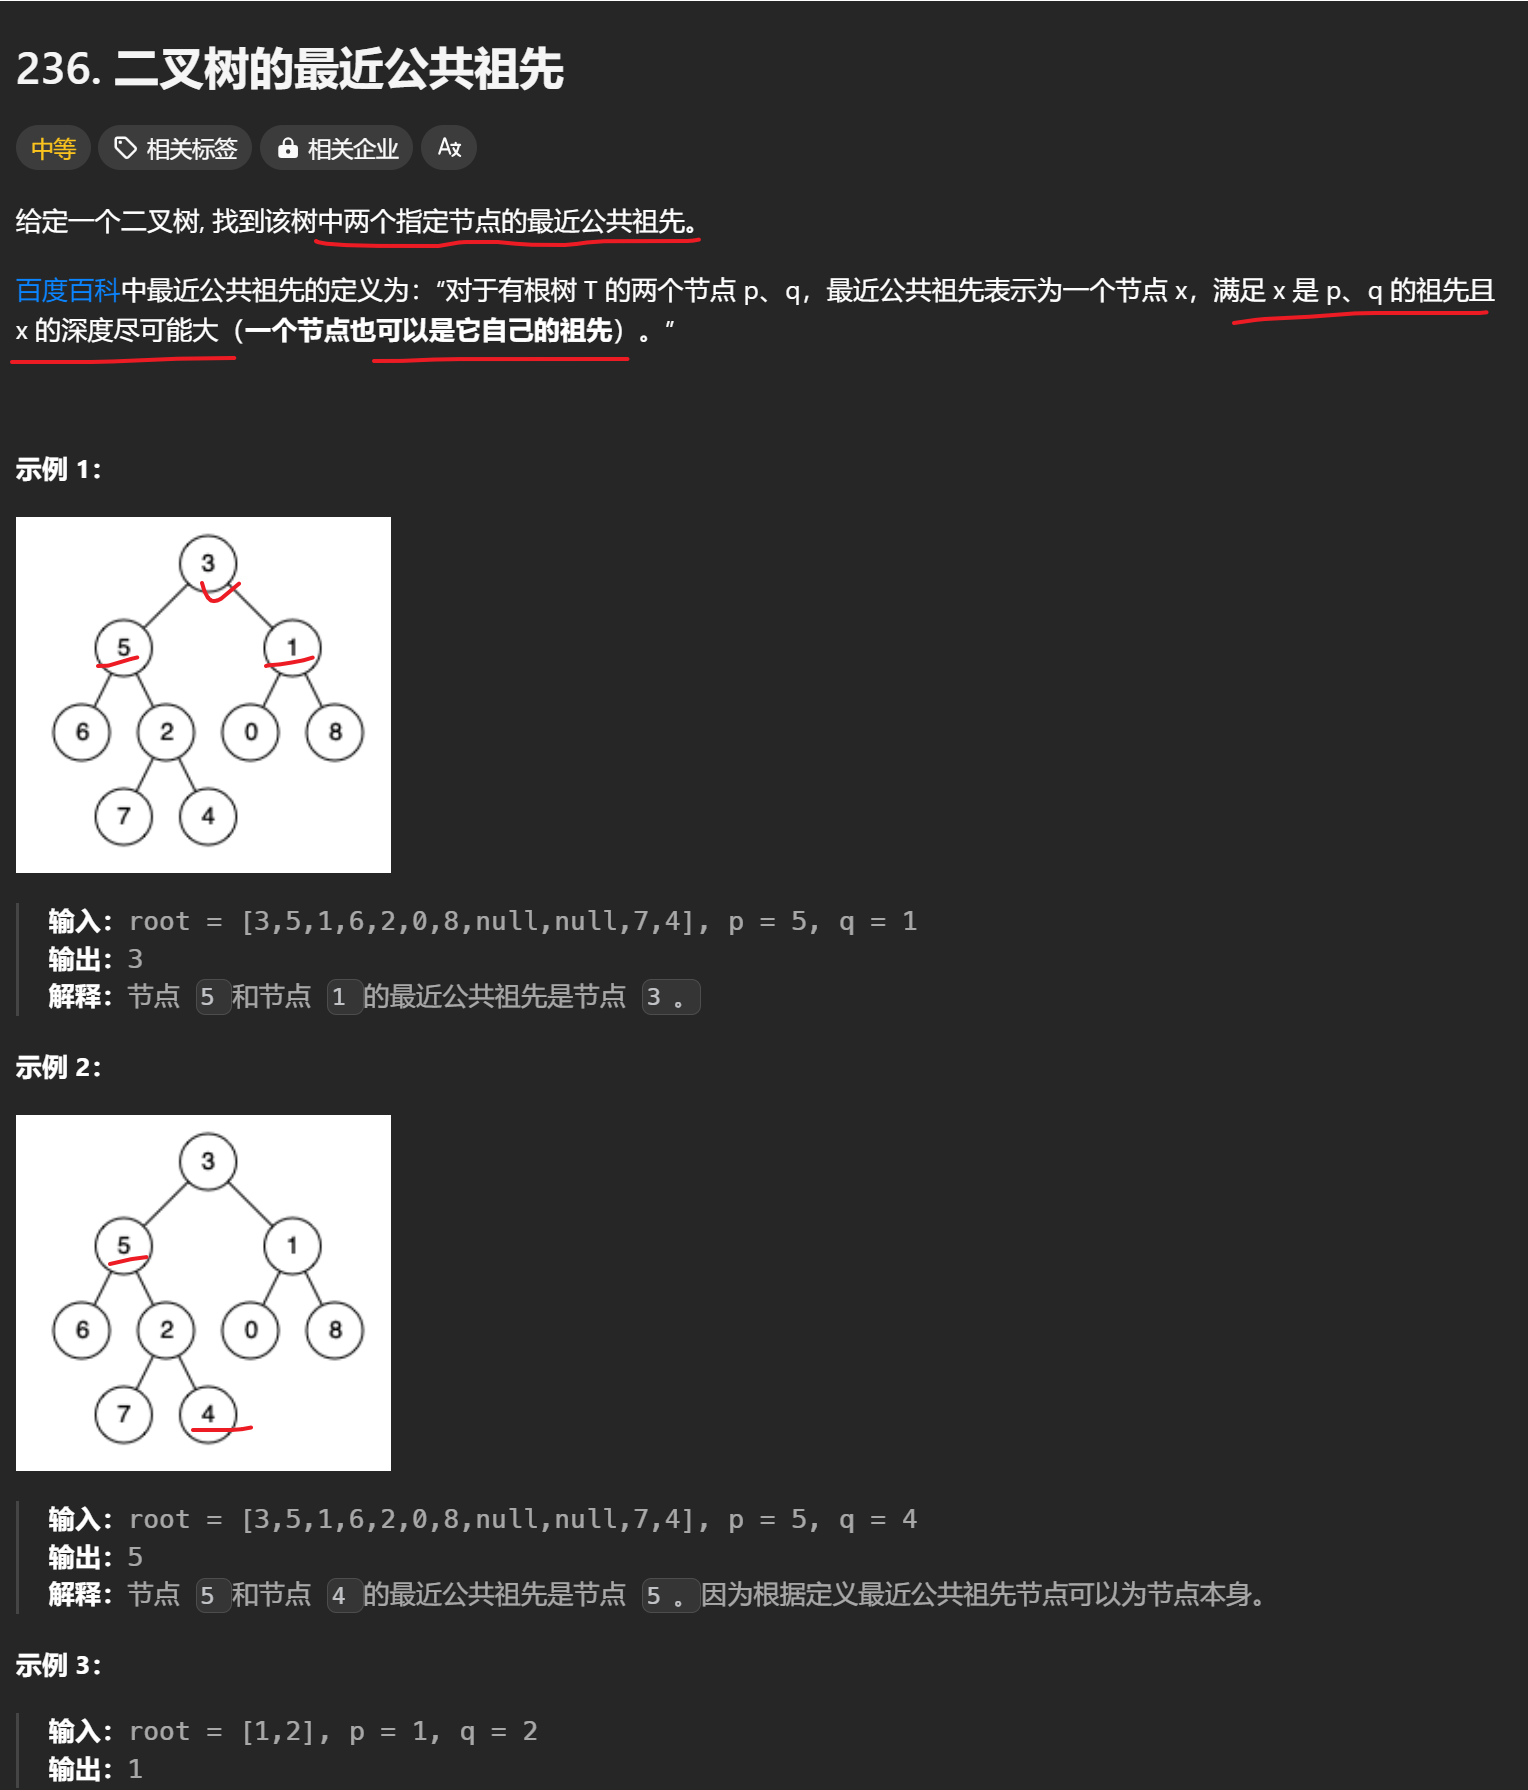 236. 二叉树的最近公共祖先
中等 相关标签 相关企业
给定一个二叉树, 找到该树中两个指定节点的最近公共祖先。
百度百科中最近公共祖先的定义为：“对于有根树 T 的两个节点 p、q，最近公共祖先表示为一个节点 x，满足 x 是 p、q 的祖先且
x 的深度尽可能大（一个节点也可以是它自己的祖先）。”
示例 1：
3
5 1
6 2 0 8
7 4
输入：root = [3,5,1,6,2,0,8,null,null,7,4], p = 5, q = 1
输出：3
解释：节点 5 和节点 1 的最近公共祖先是节点 3 。
示例 2：
3
5 1
6 2 0 8
7 4
输入：root = [3,5,1,6,2,0,8,null,null,7,4], p = 5, q = 4
输出：5
解释：节点 5 和节点 4 的最近公共祖先是节点 5 。因为根据定义最近公共祖先节点可以为节点本身。
示例 3：
输入：root = [1,2], p = 1, q = 2
输出：1